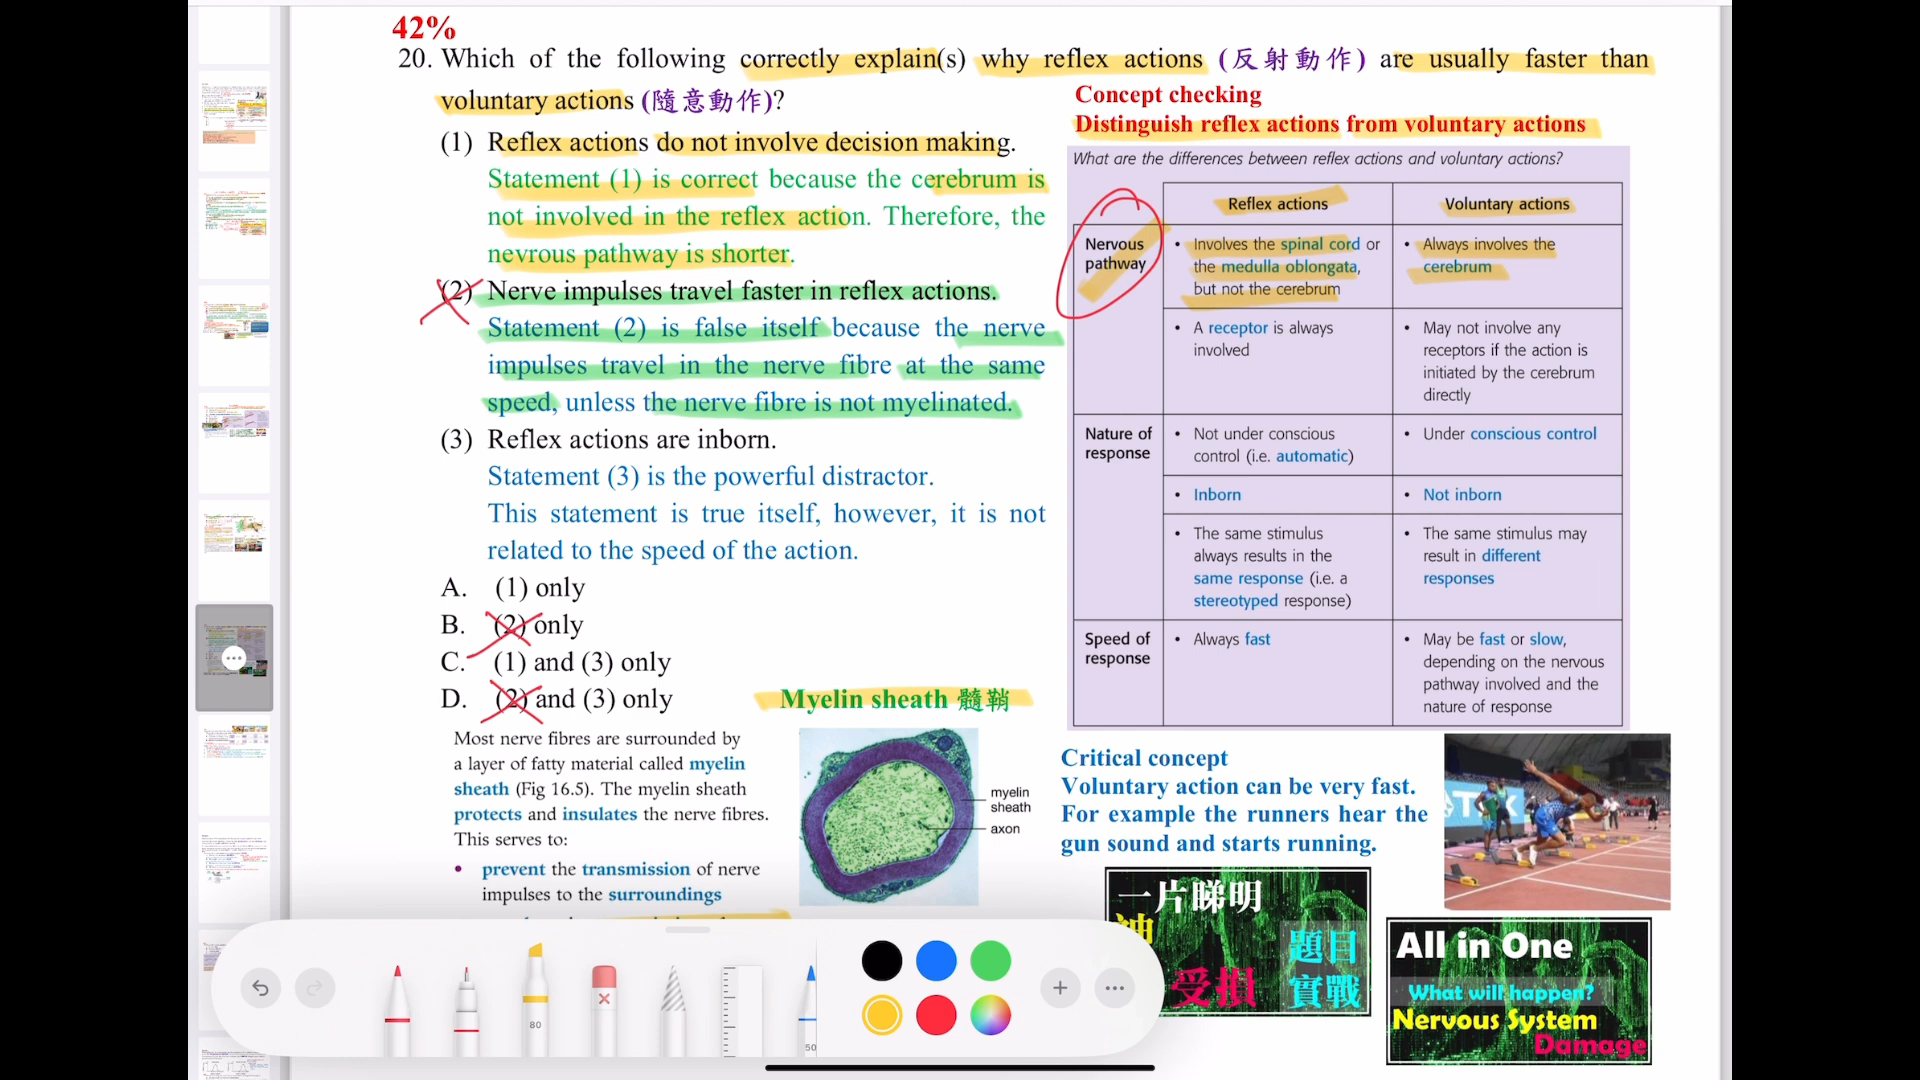 42%
20. Which of the following correctly explain(s) why reflex actions (反射動作) are usually faster than
voluntary actions (隨意動作)?
(1) Reflex actions do not involve decision making.
Statement (1) is correct because the cerebrum is
not involved in the reflex action. Therefore, the
nevrous pathway is shorter.
(2) Nerve impulses travel faster in reflex actions.
Statement (2) is false itself because the nerve
impulses travel in the nerve fibre at the same
speed, unless the nerve fibre is not myelinated.
(3) Reflex actions are inborn.
Statement (3) is the powerful distractor.
This statement is true itself, however, it is not
related to the speed of the action.
A. (1) only
B. (2) only
C. (1) and (3) only
D. (2) and (3) only
Myelin sheath 髓鞘
Most nerve fibres are surrounded by
a layer of fatty material called myelin
sheath (Fig 16.5). The myelin sheath
protects and insulates the nerve fibres.
This serves to:
• prevent the transmission of nerve
impulses to the surroundings
myelin
sheath
axon
Concept checking
Distinguish reflex actions from voluntary actions
What are the differences between reflex actions and voluntary actions?
Reflex actions
Voluntary actions
Nervous
pathway
• Involves the spinal cord or
the medulla oblongata,
but not the cerebrum
• Always involves the
cerebrum
• A receptor is always
involved
• May not involve any
receptors if the action is
initiated by the cerebrum
directly
Nature of
response
• Not under conscious
control (i.e. automatic)
• Under conscious control
• Inborn
• Not inborn
• The same stimulus
always results in the
same response (i.e. a
stereotyped response)
• The same stimulus may
result in different
responses
Speed of
response
• Always fast
• May be fast or slow,
depending on the nervous
pathway involved and the
nature of response
Critical concept
Voluntary action can be very fast.
For example the runners hear the
gun sound and starts running.
一片睇明
題目
受損
實戰
All in One
What will happen?
Nervous System
Damage
80
50